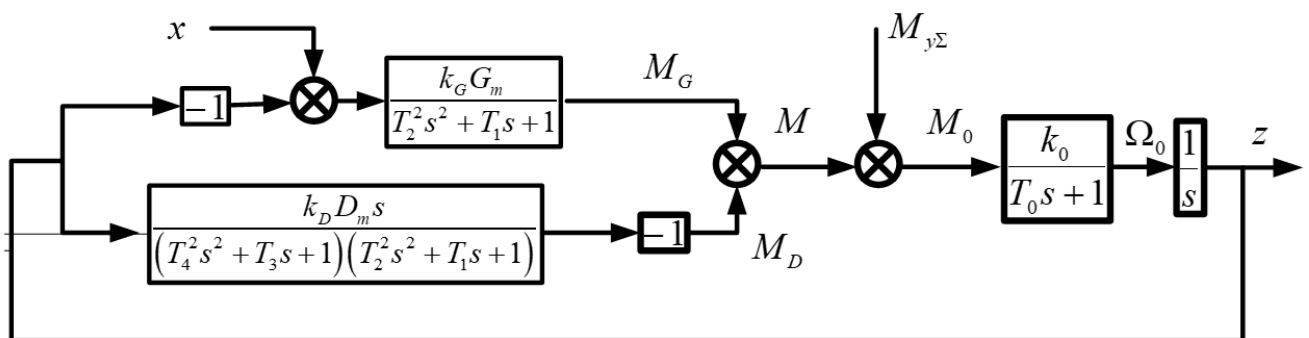 x
M_{yΣ}
-1
k_G G_m
T_2^2 s^2 + T_1 s + 1
M_G
M
M_0
k_0
T_0 s + 1
Ω_0
1
s
z
k_D D_m s
(T_4^2 s^2 + T_3 s + 1)(T_2^2 s^2 + T_1 s + 1)
-1
M_D